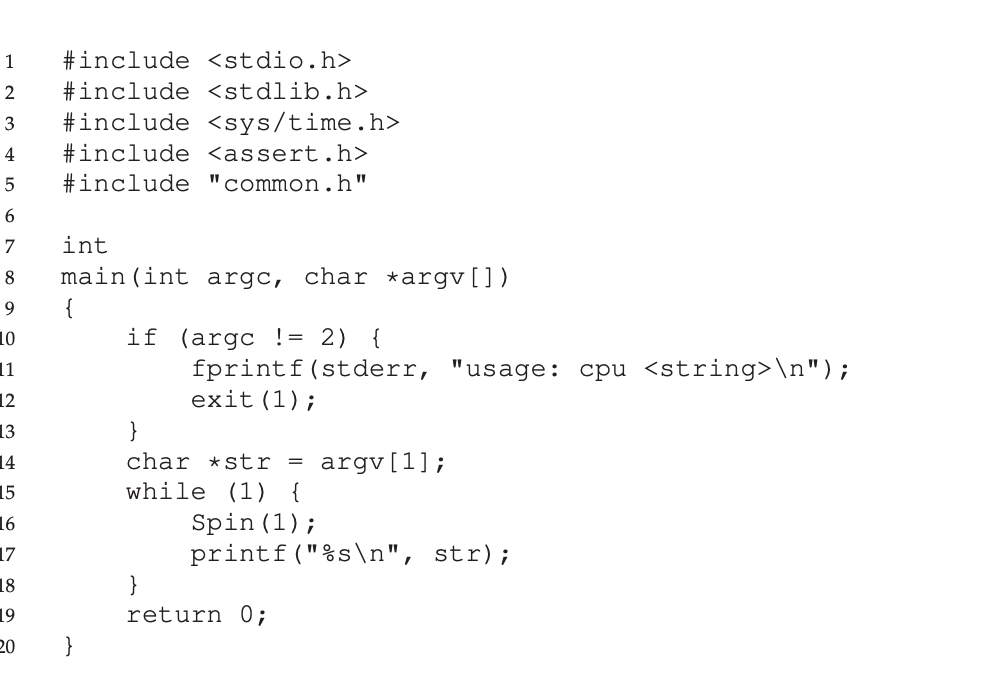 1 #include <stdio.h>
2 #include <stdlib.h>
3 #include <sys/time.h>
4 #include <assert.h>
5 #include "common.h"
6
7 int
8 main(int argc, char *argv[])
9 {
10     if (argc != 2) {
11         fprintf(stderr, "usage: cpu <string>\n");
12         exit(1);
13     }
14     char *str = argv[1];
15     while (1) {
16         Spin(1);
17         printf("%s\n", str);
18     }
19     return 0;
20 }